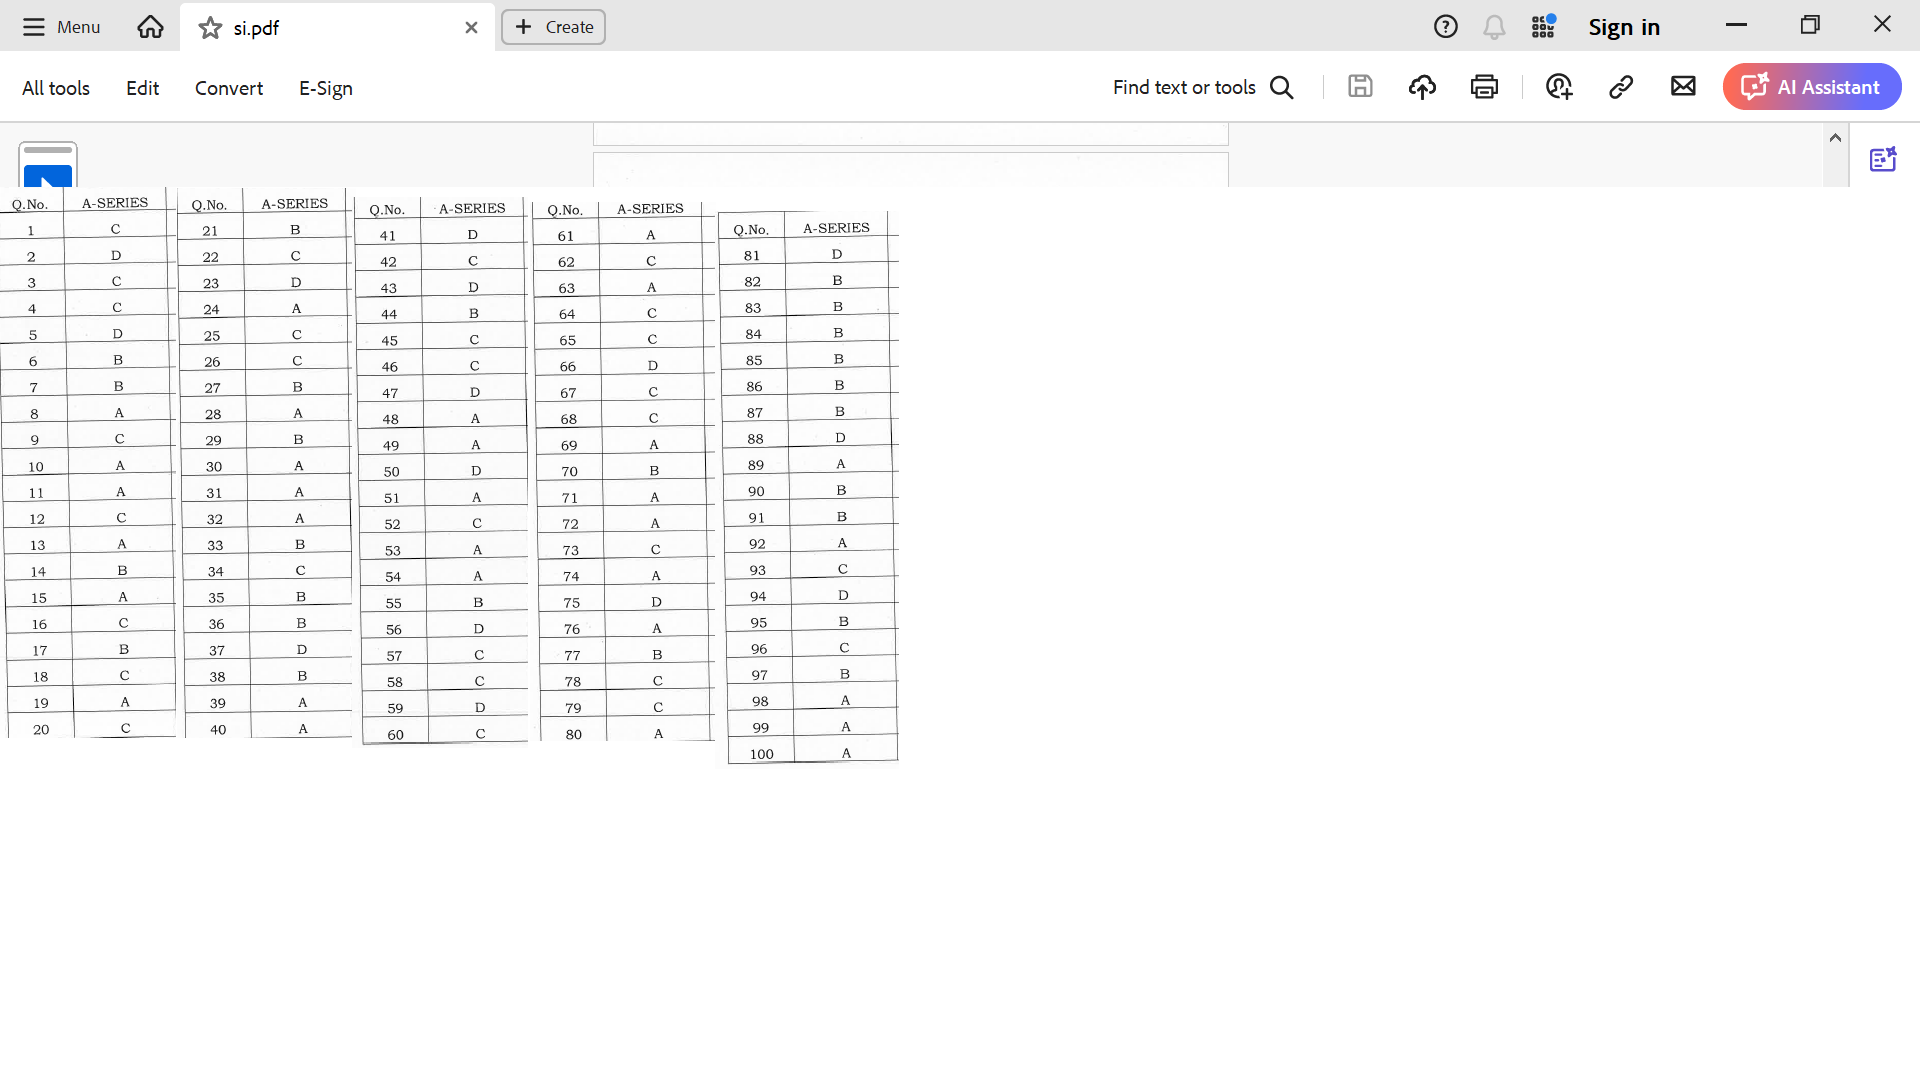 Menu
si.pdf
Create
Sign in
All tools
Edit
Convert
E-Sign
Find text or tools
AI Assistant
Q.No. A-SERIES
1 C
2 D
3 C
4 C
5 D
6 B
7 B
8 A
9 C
10 A
11 A
12 C
13 A
14 B
15 A
16 C
17 B
18 C
19 A
20 C
Q.No. A-SERIES
21 B
22 C
23 D
24 A
25 C
26 C
27 B
28 A
29 B
30 A
31 A
32 A
33 B
34 C
35 B
36 B
37 D
38 B
39 A
40 A
Q.No. A-SERIES
41 D
42 C
43 D
44 B
45 C
46 C
47 D
48 A
49 A
50 D
51 A
52 C
53 A
54 A
55 B
56 D
57 C
58 C
59 D
60 C
Q.No. A-SERIES
61 A
62 C
63 A
64 C
65 C
66 D
67 C
68 C
69 A
70 B
71 A
72 A
73 C
74 A
75 D
76 A
77 B
78 C
79 C
80 A
Q.No. A-SERIES
81 D
82 B
83 B
84 B
85 B
86 B
87 B
88 D
89 A
90 B
91 B
92 A
93 C
94 D
95 B
96 C
97 B
98 A
99 A
100 A